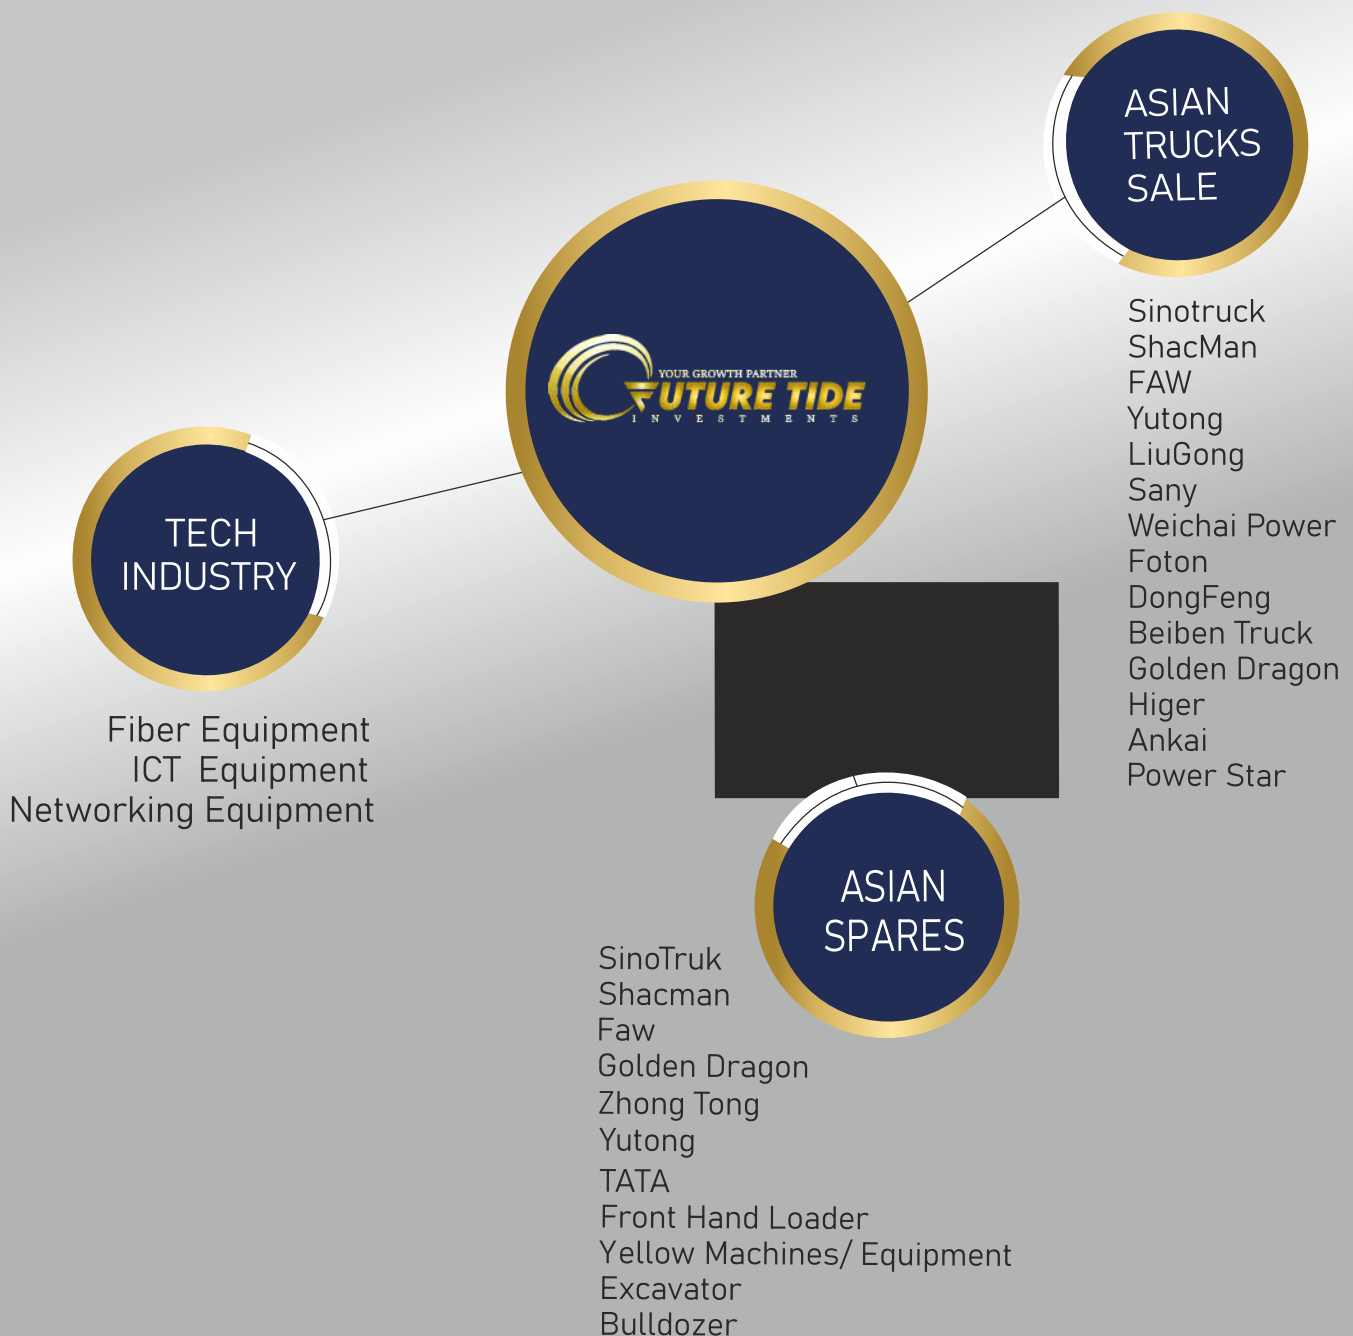 ASIAN
TRUCKS
SALE
YOUR GROWTH PARTNER
FUTURE TIDE
INVESTMENTS
Sinotruck
ShacMan
FAW
Yutong
LiuGong
Sany
Weichai Power
Foton
DongFeng
Beiben Truck
Golden Dragon
Higer
Ankai
Power Star
TECH
INDUSTRY
Fiber Equipment
ICT Equipment
Networking Equipment
ASIAN
SPARES
SinoTruk
Shacman
Faw
Golden Dragon
Zhong Tong
Yutong
TATA
Front Hand Loader
Yellow Machines/ Equipment
Excavator
Bulldozer